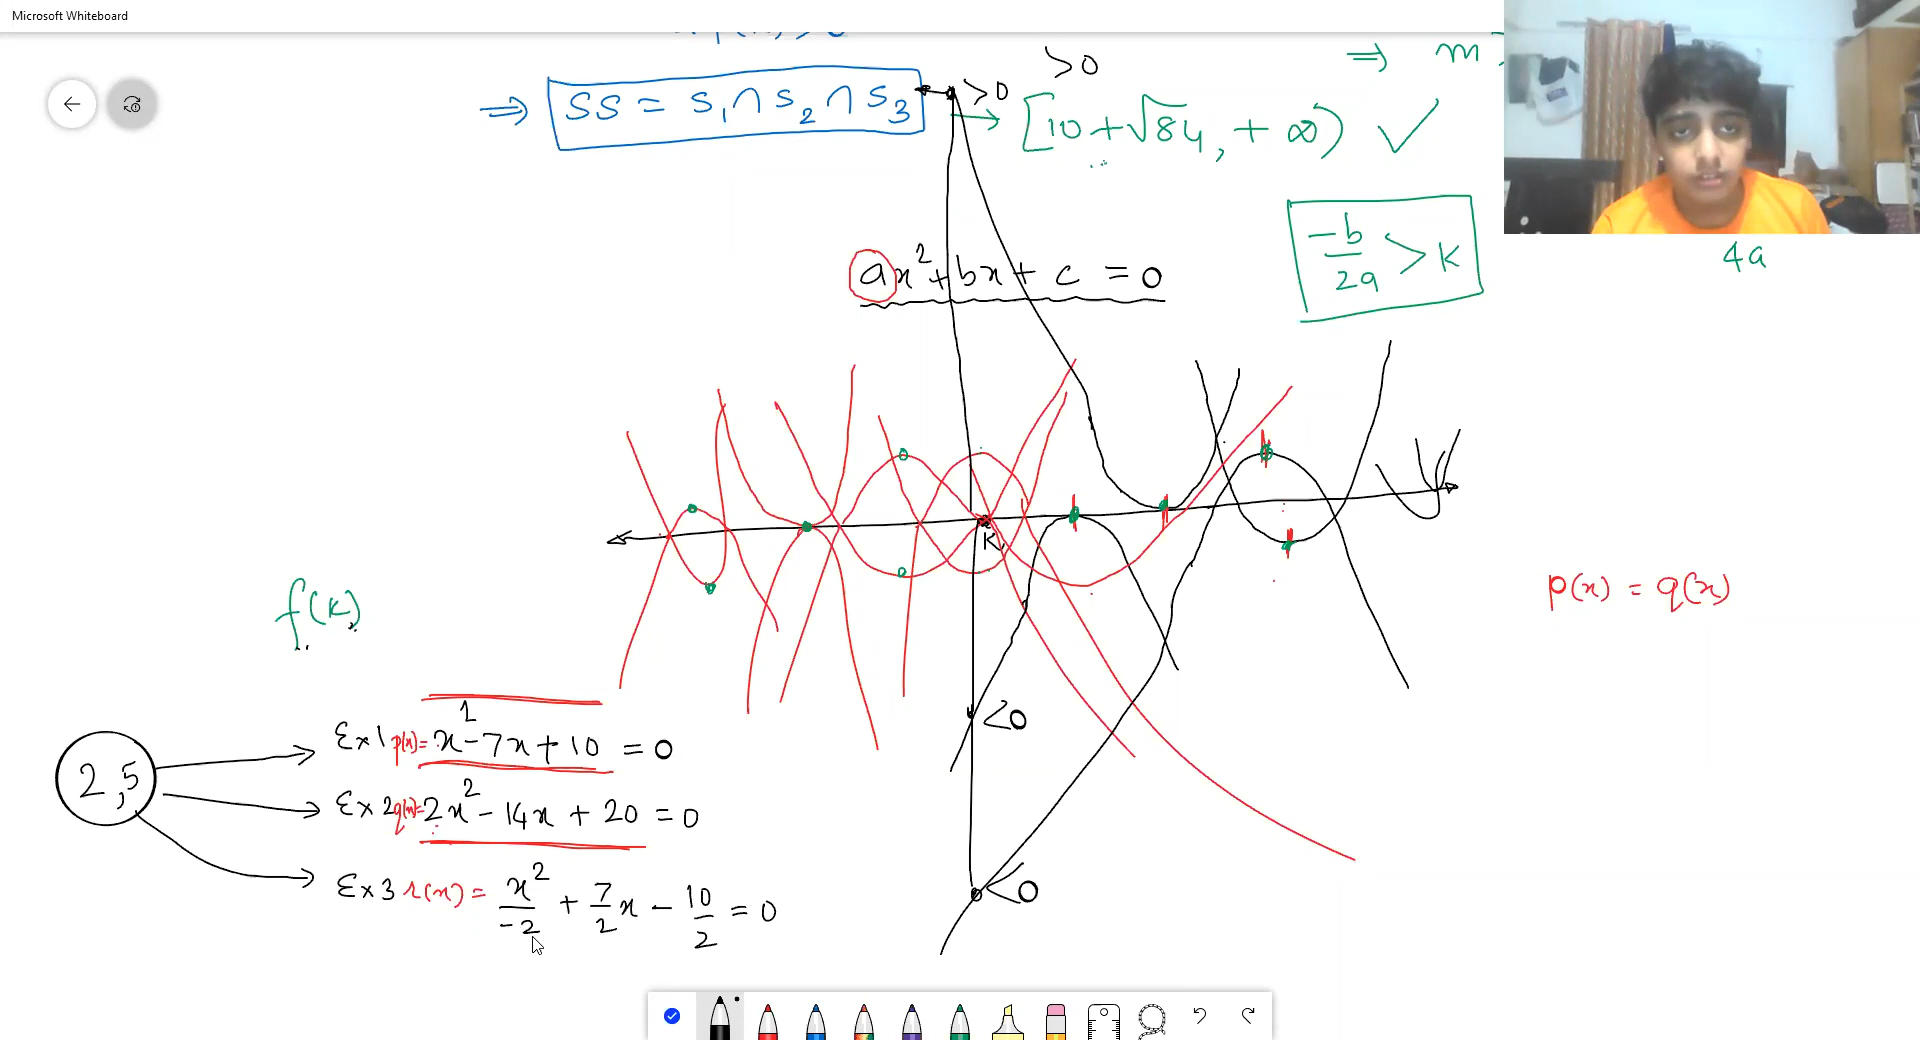 Microsoft Whiteboard
>0
⇒ m
⇒ SS = S₁ ∩ S₂ ∩ S₃
>0
→ [10+√84, +∞) ✓
-b/2a > K
4a
ax²+bx+c = 0
K
f(K)
p(x) = q(x)
<0
2,5
Ex1 p(x)= x²-7x+10 = 0
Ex2 q(x)= 2x²-14x+20 = 0
Ex3 r(x)= x²/-2 + 7/2 x - 10/2 = 0
<0